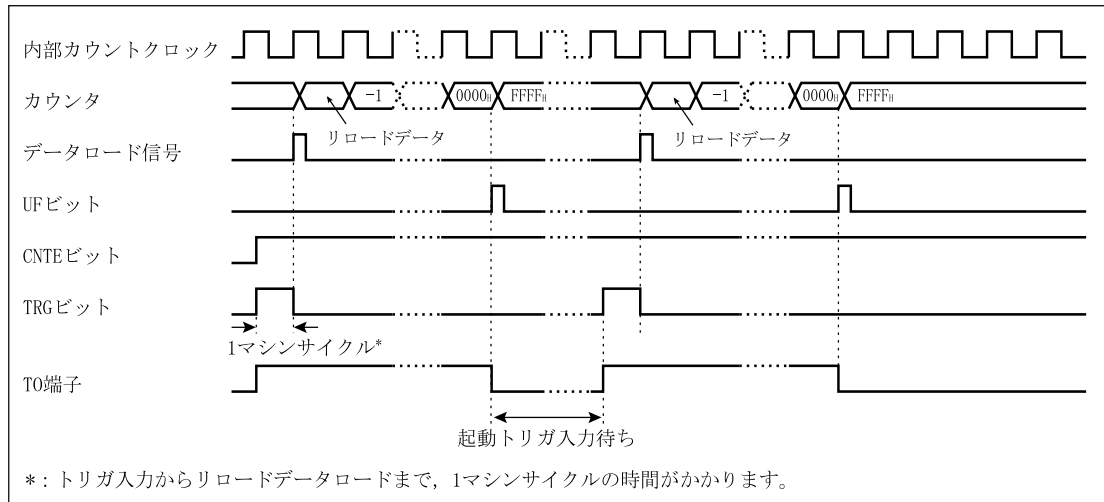 内部カウントクロック
カウンタ
-1
0000H
FFFFH
-1
0000H
FFFFH
リロードデータ
リロードデータ
データロード信号
UFビット
CNTEビット
TRGビット
1マシンサイクル*
TO端子
起動トリガ入力待ち
*：トリガ入力からリロードデータロードまで，1マシンサイクルの時間がかかります。